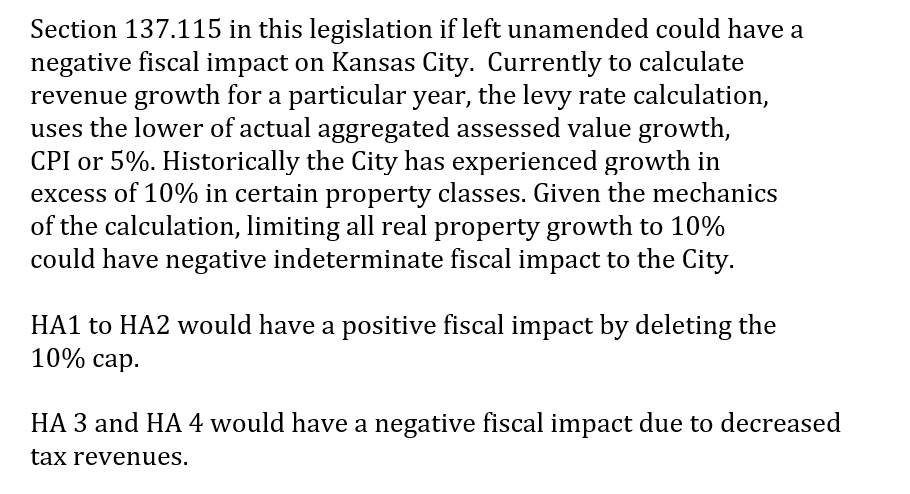 Section 137.115 in this legislation if left unamended could have a
negative fiscal impact on Kansas City.  Currently to calculate
revenue growth for a particular year, the levy rate calculation,
uses the lower of actual aggregated assessed value growth,
CPI or 5%. Historically the City has experienced growth in
excess of 10% in certain property classes. Given the mechanics
of the calculation, limiting all real property growth to 10%
could have negative indeterminate fiscal impact to the City.

HA1 to HA2 would have a positive fiscal impact by deleting the
10% cap.

HA 3 and HA 4 would have a negative fiscal impact due to decreased
tax revenues.